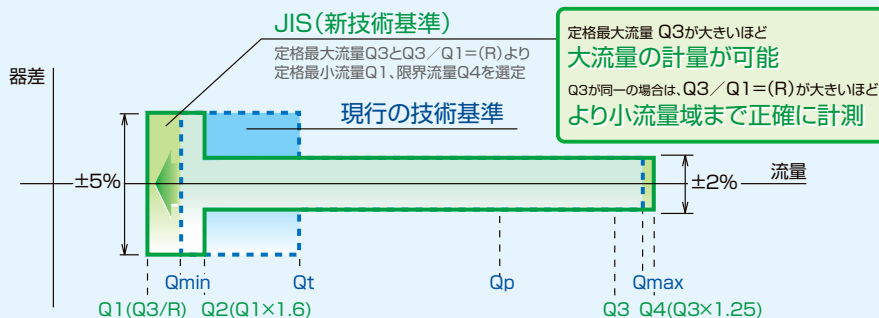 JIS(新技術基準)
定格最大流量Q3とQ3/Q1=(R)より
定格最小流量Q1、限界流量Q4を選定
定格最大流量 Q3が大きいほど
大流量の計量が可能
Q3が同一の場合は、Q3/Q1=(R)が大きいほど
より小流量域まで正確に計測
器差
現行の技術基準
±5%
±2%
流量
Qmin
Qt
Qp
Qmax
Q1(Q3/R)
Q2(Q1×1.6)
Q3
Q4(Q3×1.25)